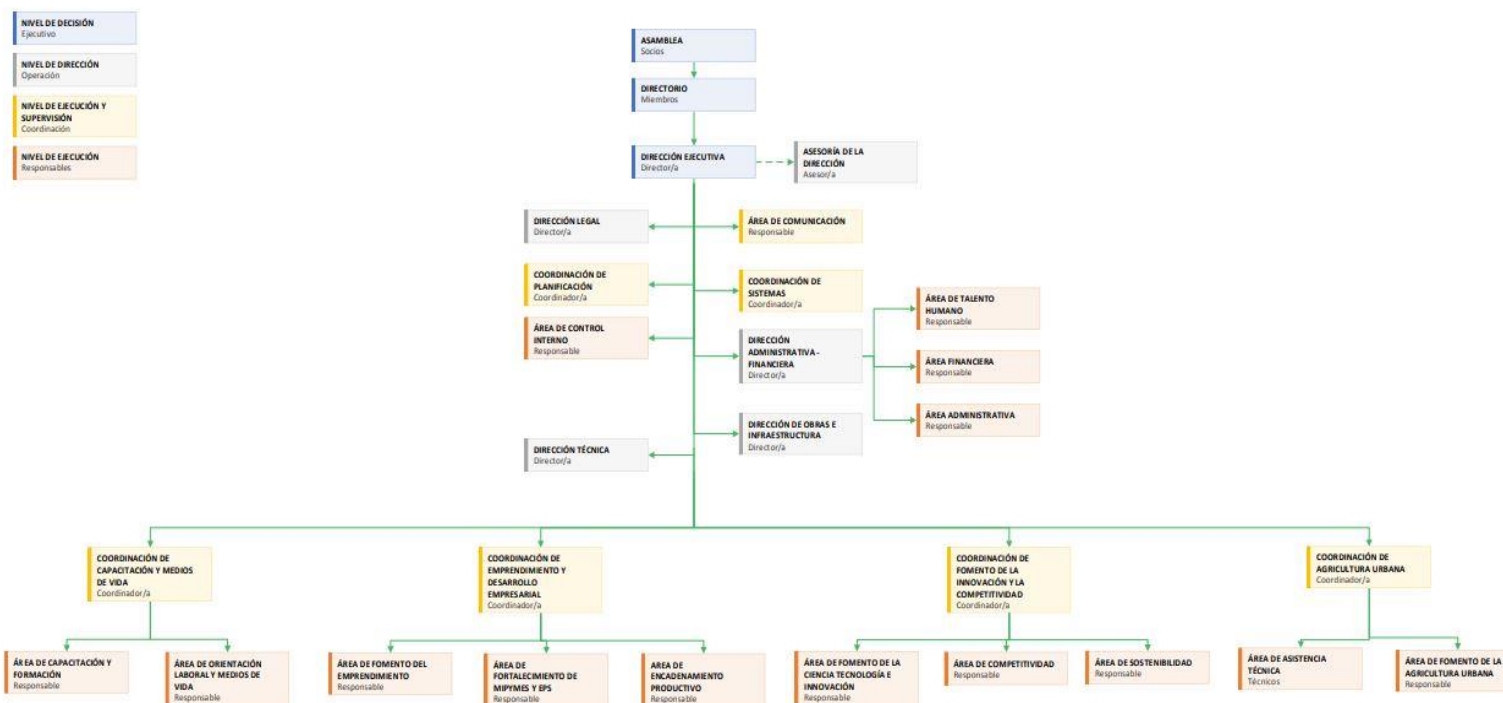 NIVEL DE DECISIÓN
Ejecutivo
NIVEL DE DIRECCIÓN
Operación
NIVEL DE EJECUCIÓN Y
SUPERVISIÓN
Coordinación
NIVEL DE EJECUCIÓN
Responsables
ASAMBLEA
Socios
DIRECTORIO
Miembros
DIRECCIÓN EJECUTIVA
Director/a
ASESORÍA DE LA
DIRECCIÓN
Asesor/a
DIRECCIÓN LEGAL
Director/a
ÁREA DE COMUNICACIÓN
Responsable
COORDINACIÓN DE
PLANIFICACIÓN
Coordinador/a
COORDINACIÓN DE
SISTEMAS
Coordinador/a
ÁREA DE CONTROL
INTERNO
Responsable
DIRECCIÓN
ADMINISTRATIVA -
FINANCIERA
Director/a
ÁREA DE TALENTO
HUMANO
Responsable
ÁREA FINANCIERA
Responsable
ÁREA ADMINISTRATIVA
Responsable
DIRECCIÓN DE OBRAS E
INFRAESTRUCTURA
Director/a
DIRECCIÓN TÉCNICA
Director/a
COORDINACIÓN DE
CAPACITACIÓN Y MEDIOS
DE VIDA
Coordinador/a
COORDINACIÓN DE
EMPRENDIMIENTO Y
DESARROLLO
EMPRESARIAL
Coordinador/a
COORDINACIÓN DE
FOMENTO DE LA
INNOVACIÓN Y LA
COMPETITIVIDAD
Coordinador/a
COORDINACIÓN DE
AGRICULTURA URBANA
Coordinador/a
ÁREA DE CAPACITACIÓN Y
FORMACIÓN
Responsable
ÁREA DE ORIENTACIÓN
LABORAL Y MEDIOS DE
VIDA
Responsable
ÁREA DE FOMENTO DEL
EMPRENDIMIENTO
Responsable
ÁREA DE
FORTALECIMIENTO DE
MIPYMES Y EPS
Responsable
AREA DE
ENCADENAMIENTO
PRODUCTIVO
Responsable
ÁREA DE FOMENTO DE LA
CIENCIA TECNOLOGÍA E
INNOVACIÓN
Responsable
ÁREA DE COMPETITIVIDAD
Responsable
ÁREA DE SOSTENIBILIDAD
Responsable
ÁREA DE ASISTENCIA
TÉCNICA
Técnicos
ÁREA DE FOMENTO DE LA
AGRICULTURA URBANA
Responsable